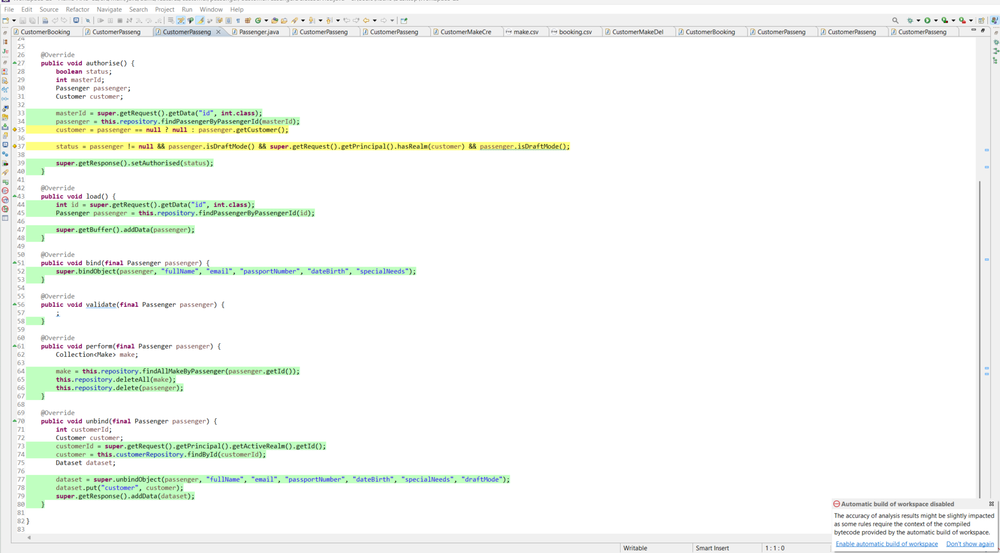 File Edit Source Refactor Navigate Search Project Run Window Help
CustomerBooking CustomerPasseng CustomerPasseng Passenger.java CustomerPasseng CustomerPasseng CustomerMakeCre make.csv booking.csv CustomerMakeDel CustomerBooking CustomerPasseng CustomerPasseng CustomerPasseng
24
25
26 @Override
27 public void authorise() {
28 boolean status;
29 int masterId;
30 Passenger passenger;
31 Customer customer;
32
33 masterId = super.getRequest().getData("id", int.class);
34 passenger = this.repository.findPassengerByPassengerId(masterId);
35 customer = passenger == null ? null : passenger.getCustomer();
36
37 status = passenger != null && passenger.isDraftMode() && super.getRequest().getPrincipal().hasRealm(customer) && passenger.isDraftMode();
38
39 super.getResponse().setAuthorised(status);
40 }
41
42 @Override
43 public void load() {
44 int id = super.getRequest().getData("id", int.class);
45 Passenger passenger = this.repository.findPassengerByPassengerId(id);
46
47 super.getBuffer().addData(passenger);
48 }
49
50 @Override
51 public void bind(final Passenger passenger) {
52 super.bindObject(passenger, "fullName", "email", "passportNumber", "dateBirth", "specialNeeds");
53 }
54
55 @Override
56 public void validate(final Passenger passenger) {
57 ;
58 }
59
60 @Override
61 public void perform(final Passenger passenger) {
62 Collection<Make> make;
63
64 make = this.repository.findAllMakeByPassenger(passenger.getId());
65 this.repository.deleteAll(make);
66 this.repository.delete(passenger);
67 }
68
69 @Override
70 public void unbind(final Passenger passenger) {
71 int customerId;
72 Customer customer;
73 customerId = super.getRequest().getPrincipal().getActiveRealm().getId();
74 customer = this.customerRepository.findById(customerId);
75 Dataset dataset;
76
77 dataset = super.unbindObject(passenger, "fullName", "email", "passportNumber", "dateBirth", "specialNeeds", "draftMode");
78 dataset.put("customer", customer);
79 super.getResponse().addData(dataset);
80 }
81
82 }
83
Automatic build of workspace disabled
The accuracy of analysis results might be slightly impacted
as some rules require the context of the compiled
bytecode provided by the automatic build of workspace.
Enable automatic build of workspace Don't show again
Writable Smart Insert 1 : 1 : 0